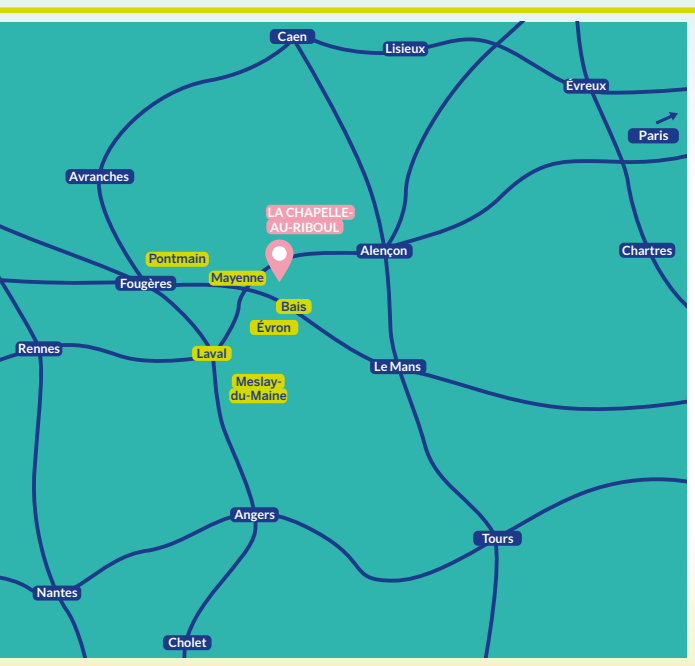 Caen
Lisieux
Évreux
Paris
Avranches
LA CHAPELLE-
AU-RIBOUL
Alençon
Chartres
Pontmain
Mayenne
Fougères
Bais
Évron
Rennes
Laval
Le Mans
Meslay-
du-Maine
Angers
Tours
Nantes
Cholet